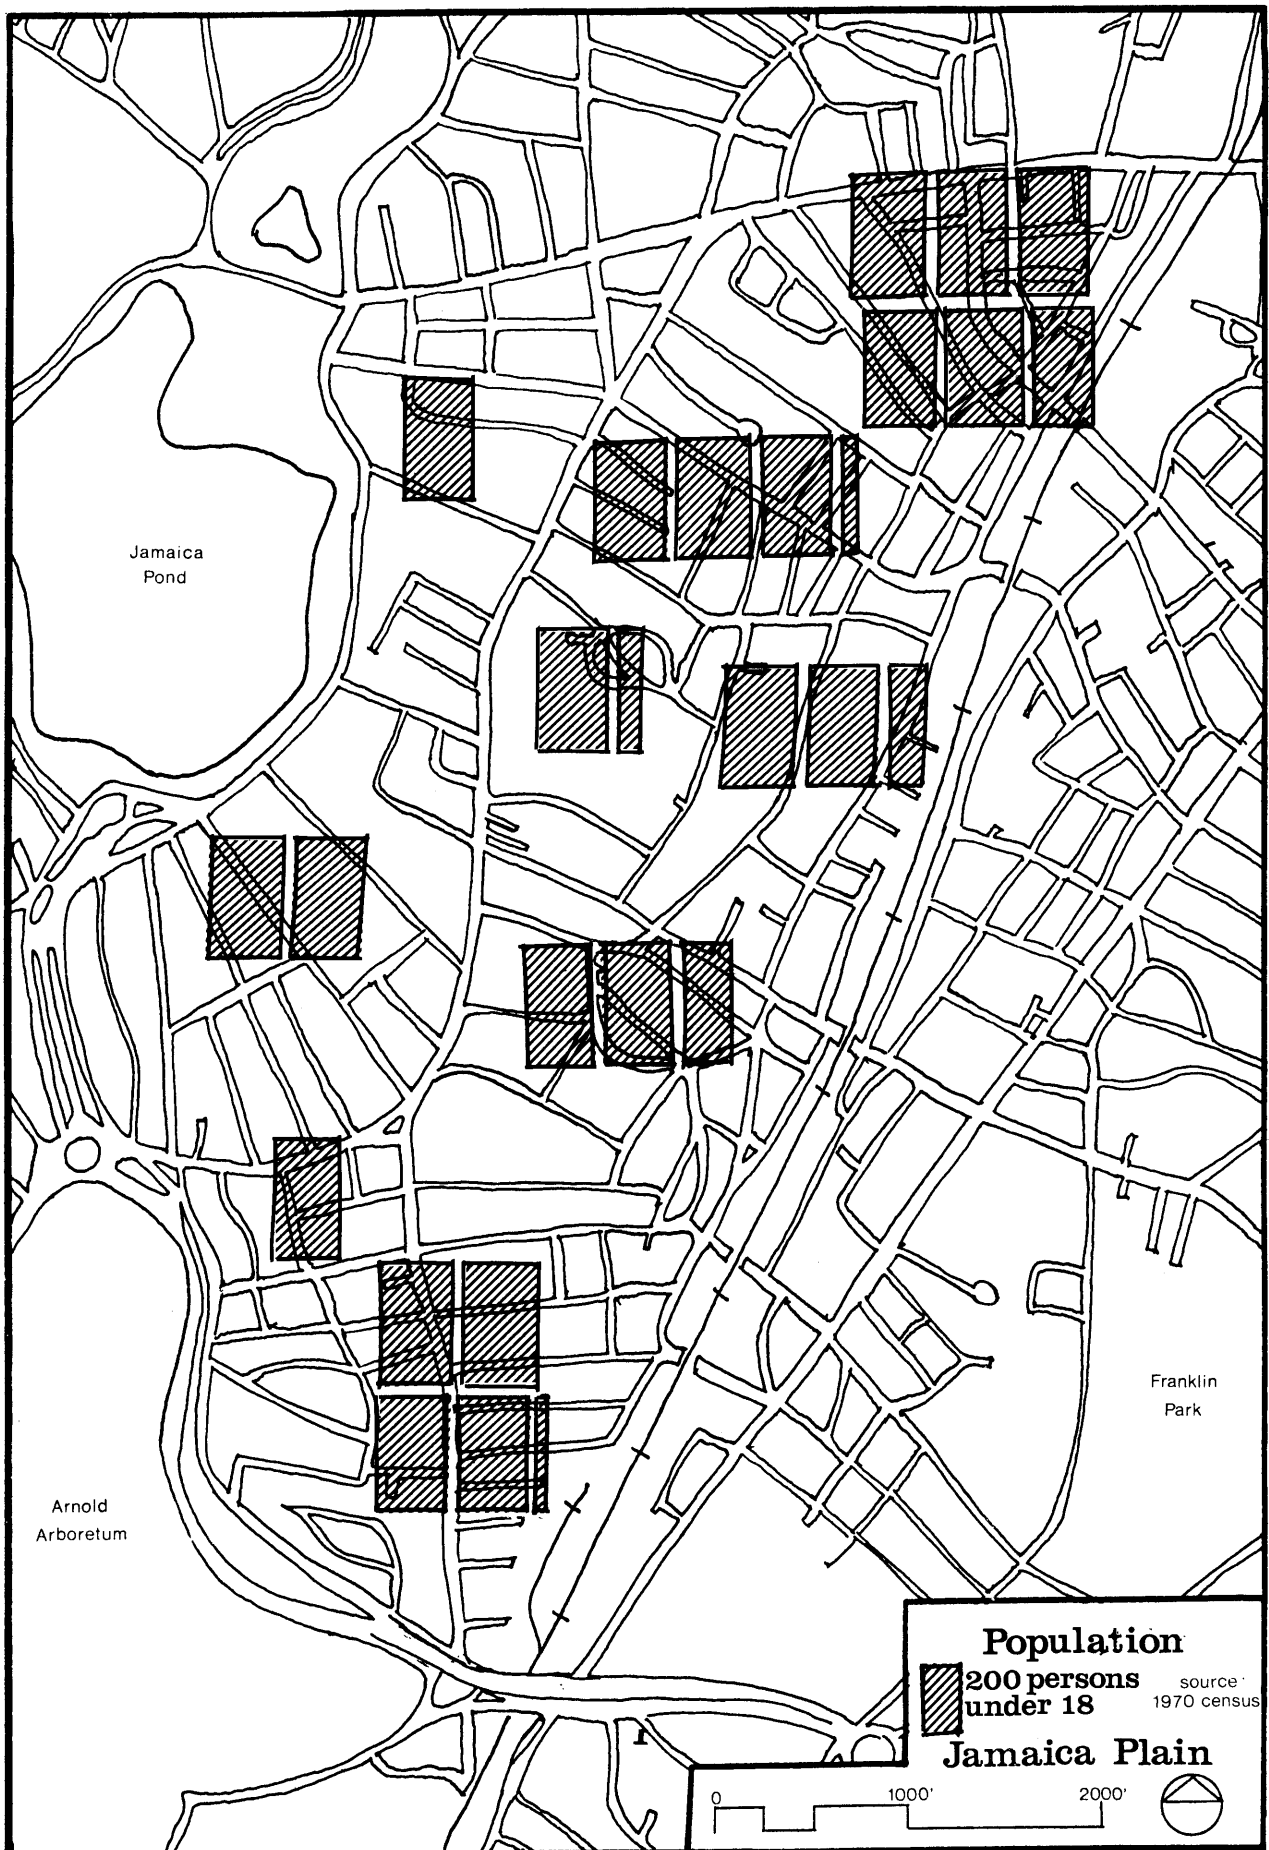 Jamaica
Pond
Franklin
Park
Arnold
Arboretum
Population
200 persons
under 18
source:
1970 census
Jamaica Plain
0 1000' 2000'